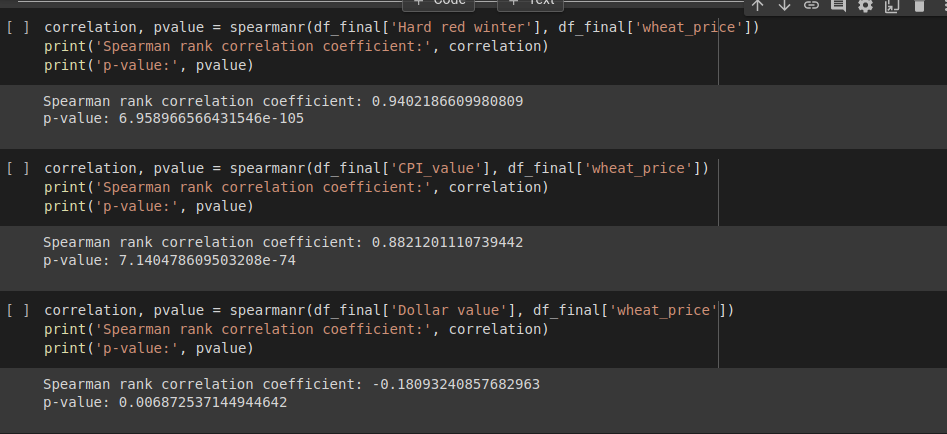 + Code + Text
[ ] correlation, pvalue = spearmanr(df_final['Hard red winter'], df_final['wheat_price'])
print('Spearman rank correlation coefficient:', correlation)
print('p-value:', pvalue)
Spearman rank correlation coefficient: 0.9402186609980809
p-value: 6.958966566431546e-105
[ ] correlation, pvalue = spearmanr(df_final['CPI_value'], df_final['wheat_price'])
print('Spearman rank correlation coefficient:', correlation)
print('p-value:', pvalue)
Spearman rank correlation coefficient: 0.8821201110739442
p-value: 7.140478609503208e-74
[ ] correlation, pvalue = spearmanr(df_final['Dollar value'], df_final['wheat_price'])
print('Spearman rank correlation coefficient:', correlation)
print('p-value:', pvalue)
Spearman rank correlation coefficient: -0.18093240857682963
p-value: 0.006872537144944642